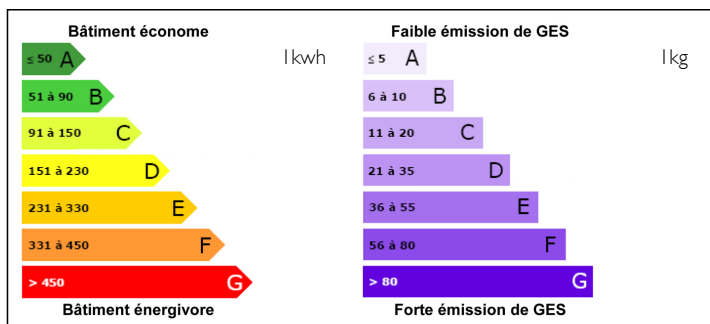 Bâtiment économe
≤ 50 A
1kwh
51 à 90 B
91 à 150 C
151 à 230 D
231 à 330 E
331 à 450 F
> 450 G
Bâtiment énergivore
Faible émission de GES
≤ 5 A
1kg
6 à 10 B
11 à 20 C
21 à 35 D
36 à 55 E
56 à 80 F
> 80 G
Forte émission de GES